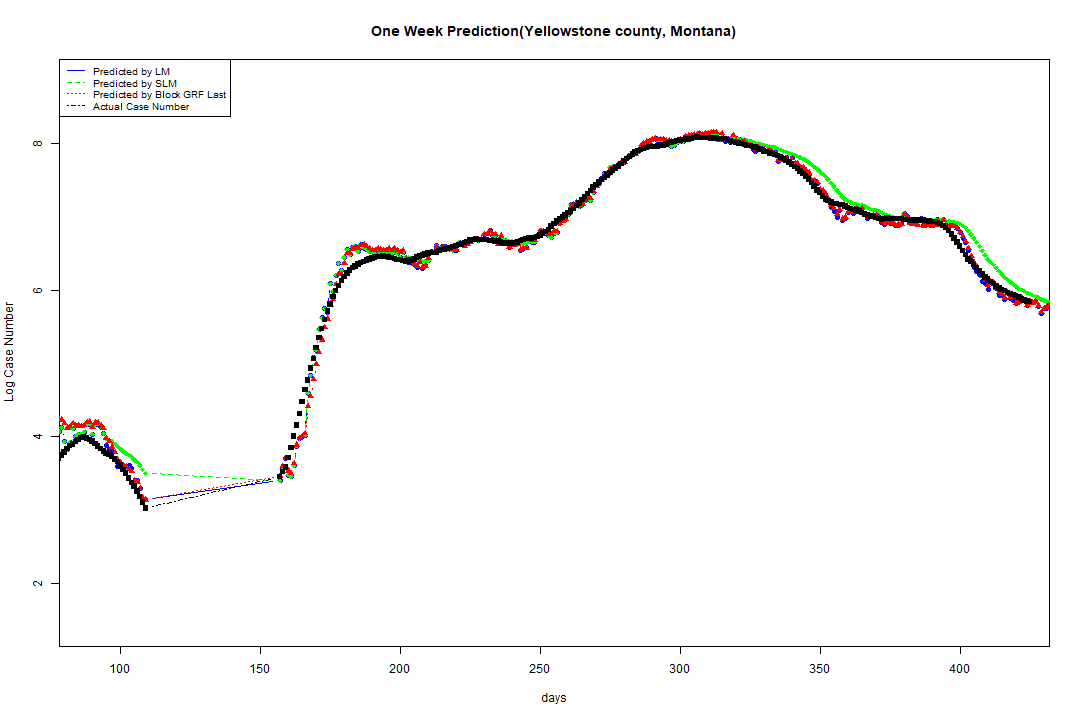 One Week Prediction(Yellowstone county, Montana)
Predicted by LM
Predicted by SLM
Predicted by Block GRF Last
Actual Case Number
Log Case Number
8
6
4
2
100 150 200 250 300 350 400
days